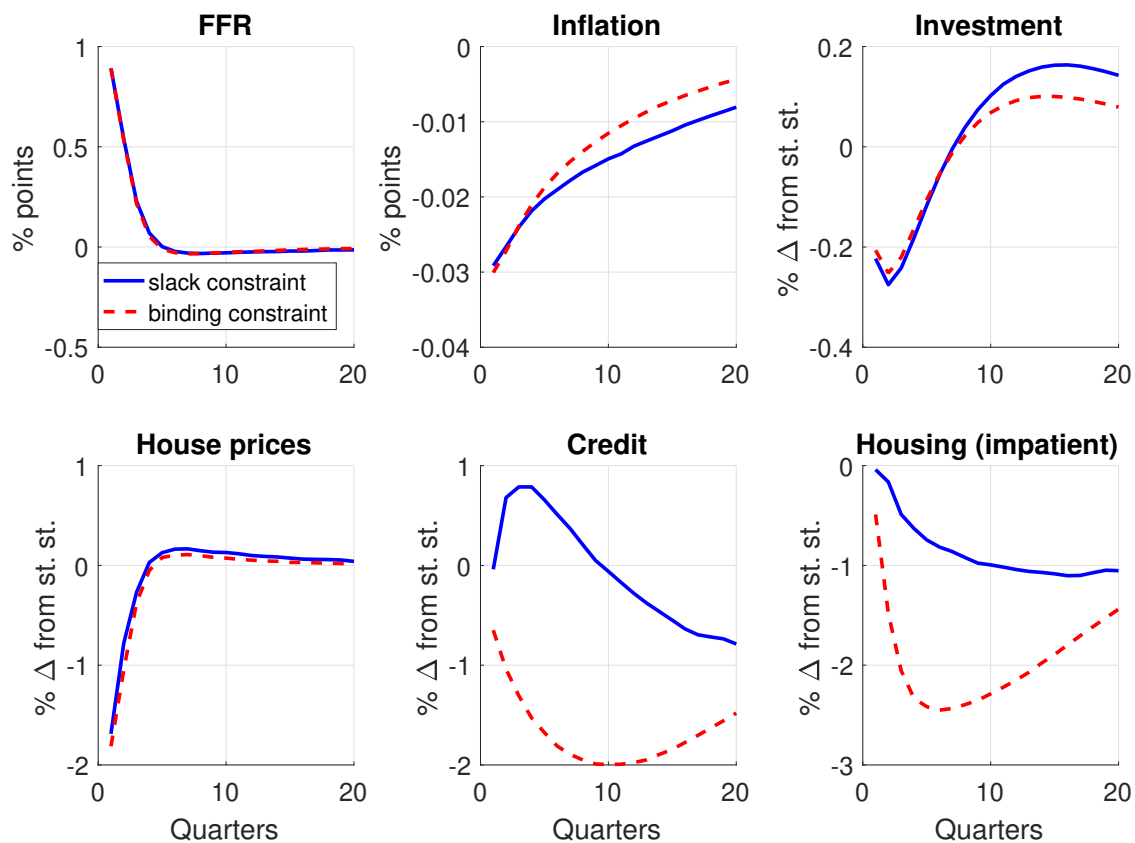 FFR
1
0.5
0
-0.5
0
10
20
% points
slack constraint
binding constraint
Inflation
0
-0.01
-0.02
-0.03
-0.04
0
10
20
% points
Investment
0.2
0
-0.2
-0.4
0
10
20
% Δ from st. st.
House prices
1
0
-1
-2
0
10
20
% Δ from st. st.
Quarters
Credit
1
0
-1
-2
0
10
20
% Δ from st. st.
Quarters
Housing (impatient)
0
-1
-2
-3
0
10
20
% Δ from st. st.
Quarters